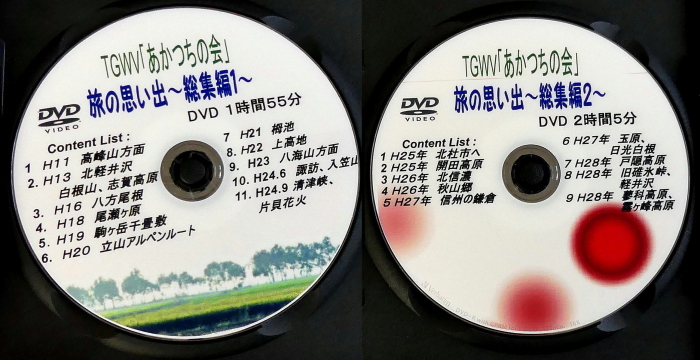 TGWV「あかつちの会」
旅の思い出～総集編1～
DVD VIDEO
DVD 1時間55分
Content List :
1 H11 高峰山方面
2. H13 北軽井沢
白根山、志賀高原
3. H16 八方尾根
4. H18 尾瀬ヶ原
5. H19 駒ヶ岳千畳敷
6. H20 立山アルペンルート
7 H21 栂池
8. H22 上高地
9. H23 八海山方面
10. H24.6 諏訪、入笠山
11. H24.9 清津峡、
片貝花火
TGWV「あかつちの会」
旅の思い出～総集編2～
DVD VIDEO
DVD 2時間5分
Content List :
1 H25年 北杜市へ
2 H25年 開田高原
3 H26年 北信濃
4 H26年 秋山郷
5 H27年 信州の鎌倉
6 H27年 玉原、
日光白根
7 H28年 戸隠高原
8 H28年 旧碓氷峠、
軽井沢
9 H28年 蓼科高原、
霧ヶ峰高原